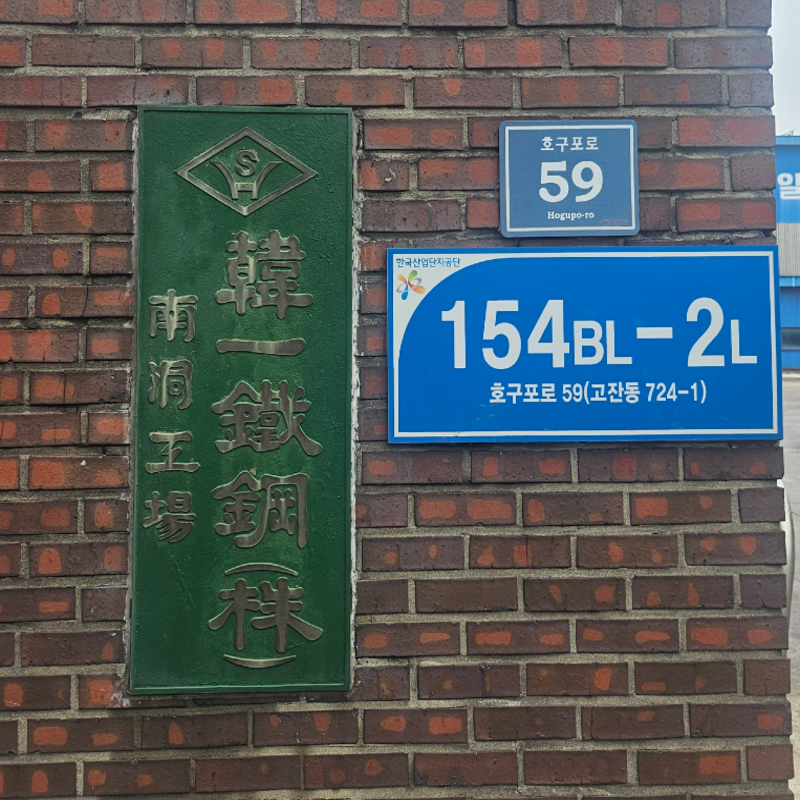 SH
韓一鐵鋼(株)
南洞工場
호구포로
59
Hogupo-ro
한국산업단지공단
154BL-2L
호구포로 59(고잔동 724-1)
일